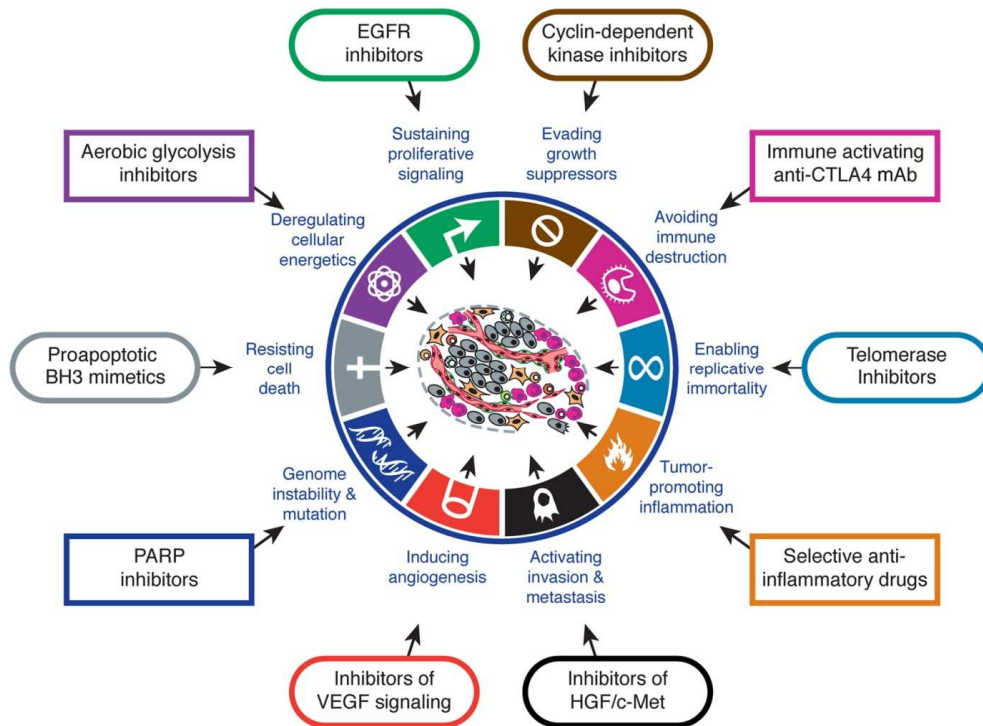 EGFR
inhibitors
Cyclin-dependent
kinase inhibitors
Sustaining
proliferative
signaling
Evading
growth
suppressors
Aerobic glycolysis
inhibitors
Immune activating
anti-CTLA4 mAb
Deregulating
cellular
energetics
Avoiding
immune
destruction
Proapoptotic
BH3 mimetics
Resisting
cell
death
Enabling
replicative
immortality
Telomerase
Inhibitors
Genome
instability &
mutation
Tumor-
promoting
inflammation
PARP
inhibitors
Inducing
angiogenesis
Activating
invasion &
metastasis
Selective anti-
inflammatory drugs
Inhibitors of
VEGF signaling
Inhibitors of
HGF/c-Met